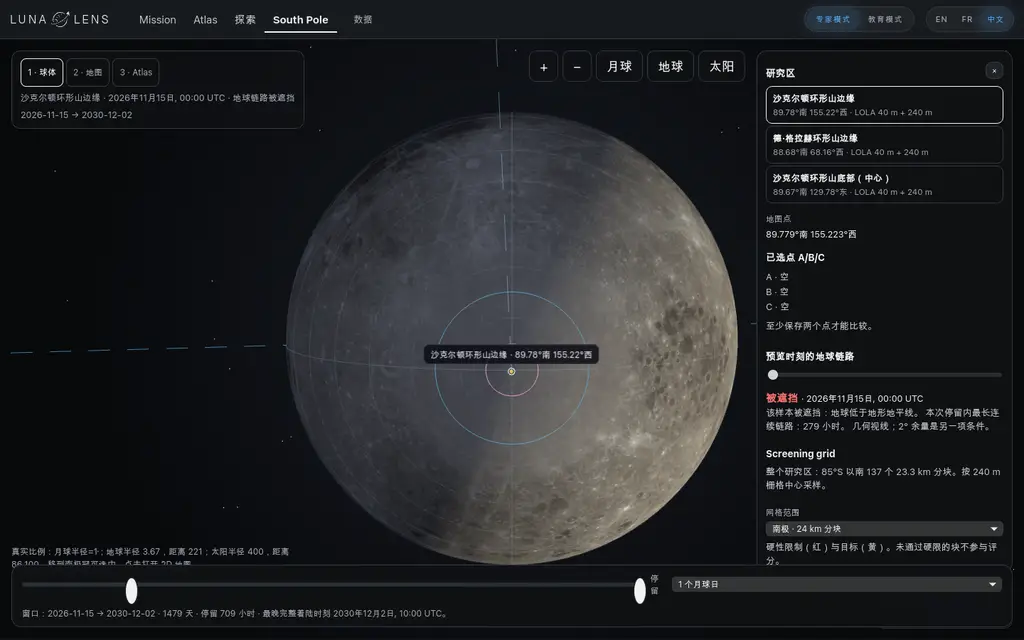 LUNA LENS
Mission
Atlas
探索
South Pole
数据
专家模式
教育模式
EN
FR
中文
1 · 球体
2 · 地图
3 · Atlas
沙克尔顿环形山边缘 · 2026年11月15日, 00:00 UTC · 地球链路被遮挡
2026-11-15 → 2030-12-02
+
−
月球
地球
太阳
沙克尔顿环形山边缘 · 89.78°南 155.22°西
真实比例：月球半径=1·；地球半径 3.67，距离 221；太阳半径 400，距离
研究区
×
沙克尔顿环形山边缘
89.78°南 155.22°西 · LOLA 40 m + 240 m
德·格拉赫环形山边缘
88.68°南 68.16°西 · LOLA 40 m + 240 m
沙克尔顿环形山底部（中心）
89.67°南 129.78°东 · LOLA 40 m + 240 m
地图点
89.779°南 155.223°西
已选点 A/B/C
A · 空
B · 空
C · 空
至少保存两个点才能比较。
预览时刻的地球链路
被遮挡 · 2026年11月15日, 00:00 UTC
该样本被遮挡：地球低于地形地平线。 本次停留内最长连
续链路：279 小时。 几何视线；2° 余量是另一项条件。
Screening grid
整个研究区：85°S 以南 137 个 23.3 km 分块。按 240 m
栅格中心采样。
网格范围
南极 · 24 km 分块
硬性限制（红）与目标（黄）。未通过硬限的块不参与评
分。
停
留
1 个月球日
窗口：2026-11-15 → 2030-12-02 · 1479 天 · 停留 709 小时 · 最晚完整着陆时刻 2030年12月2日, 10:00 UTC。